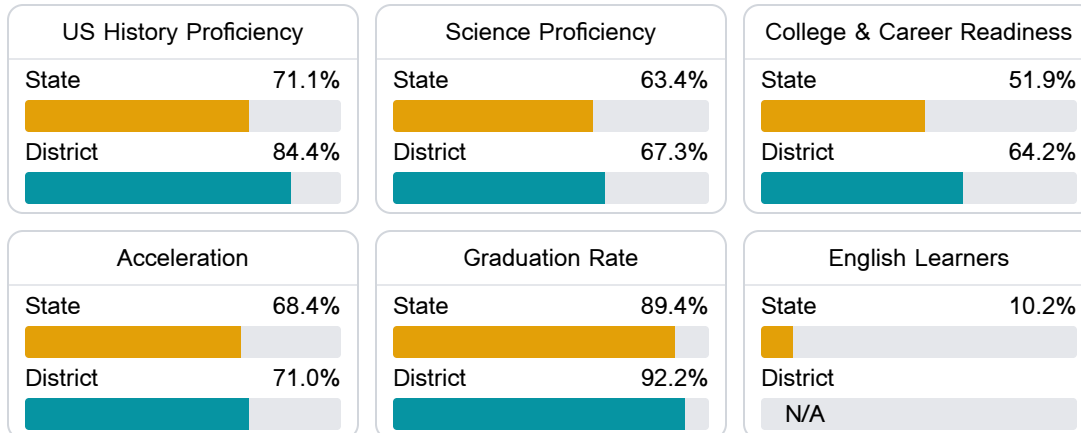 US History Proficiency
State 71.1%
District 84.4%
Science Proficiency
State 63.4%
District 67.3%
College & Career Readiness
State 51.9%
District 64.2%
Acceleration
State 68.4%
District 71.0%
Graduation Rate
State 89.4%
District 92.2%
English Learners
State 10.2%
District
N/A